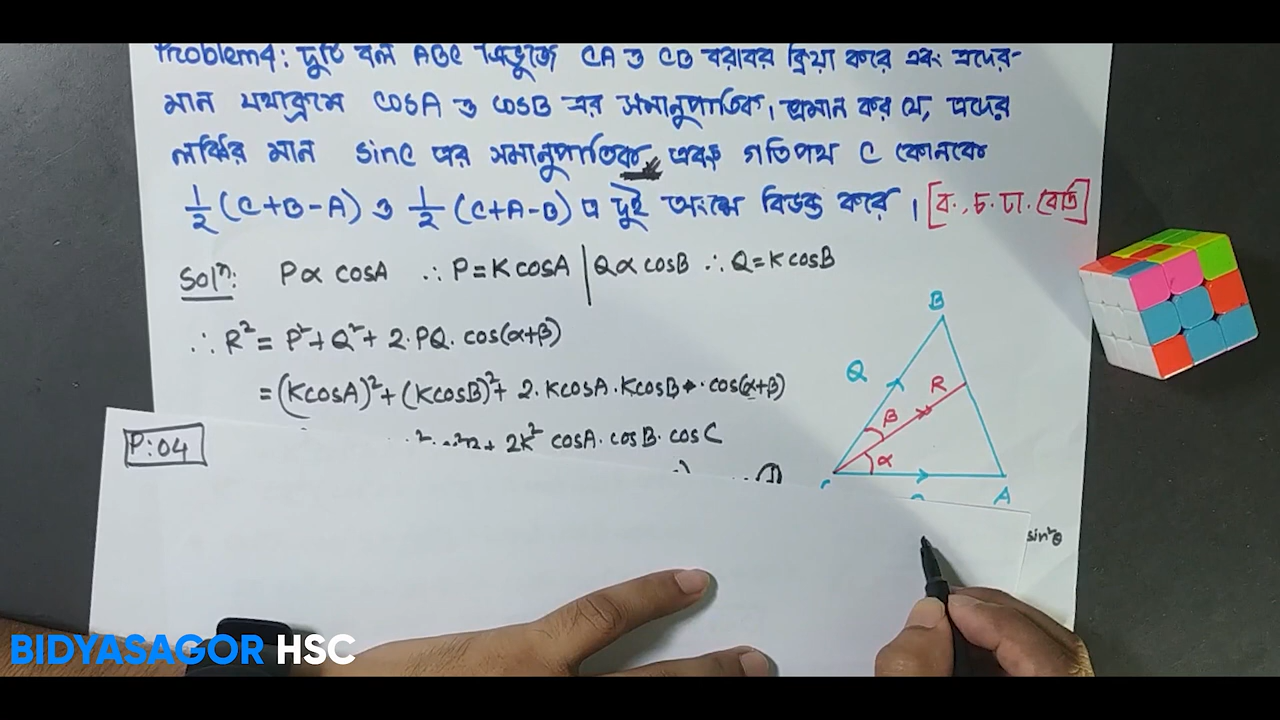 Problem4: দুটি বল ABC ত্রিভুজে CA ও CB বরাবর ক্রিয়া করে এবং এদের
মান যথাক্রমে cosA ও cosB এর সমানুপাতিক। প্রমান কর যে, এদের
লব্ধির মান sinC এর সমানুপাতিক এবং গতিপথ C কোনকে
1/2 (C+B-A) ও 1/2 (C+A-B) এ দুই অংশে বিভক্ত করে। [ব., চ. ঢা. বোর্ড]
Solⁿ: P∝ cosA ∴ P=KcosA | Q∝cosB ∴ Q=KcosB
∴ R² = P²+Q²+ 2·PQ· cos(α+β)
= (KcosA)²+(KcosB)²+ 2·KcosA·KcosB · cos(α+β)
+ 2K² cosA·cosB·cosC
B
Q
R
β
α
A
P:04
sin²θ
BIDYASAGOR HSC